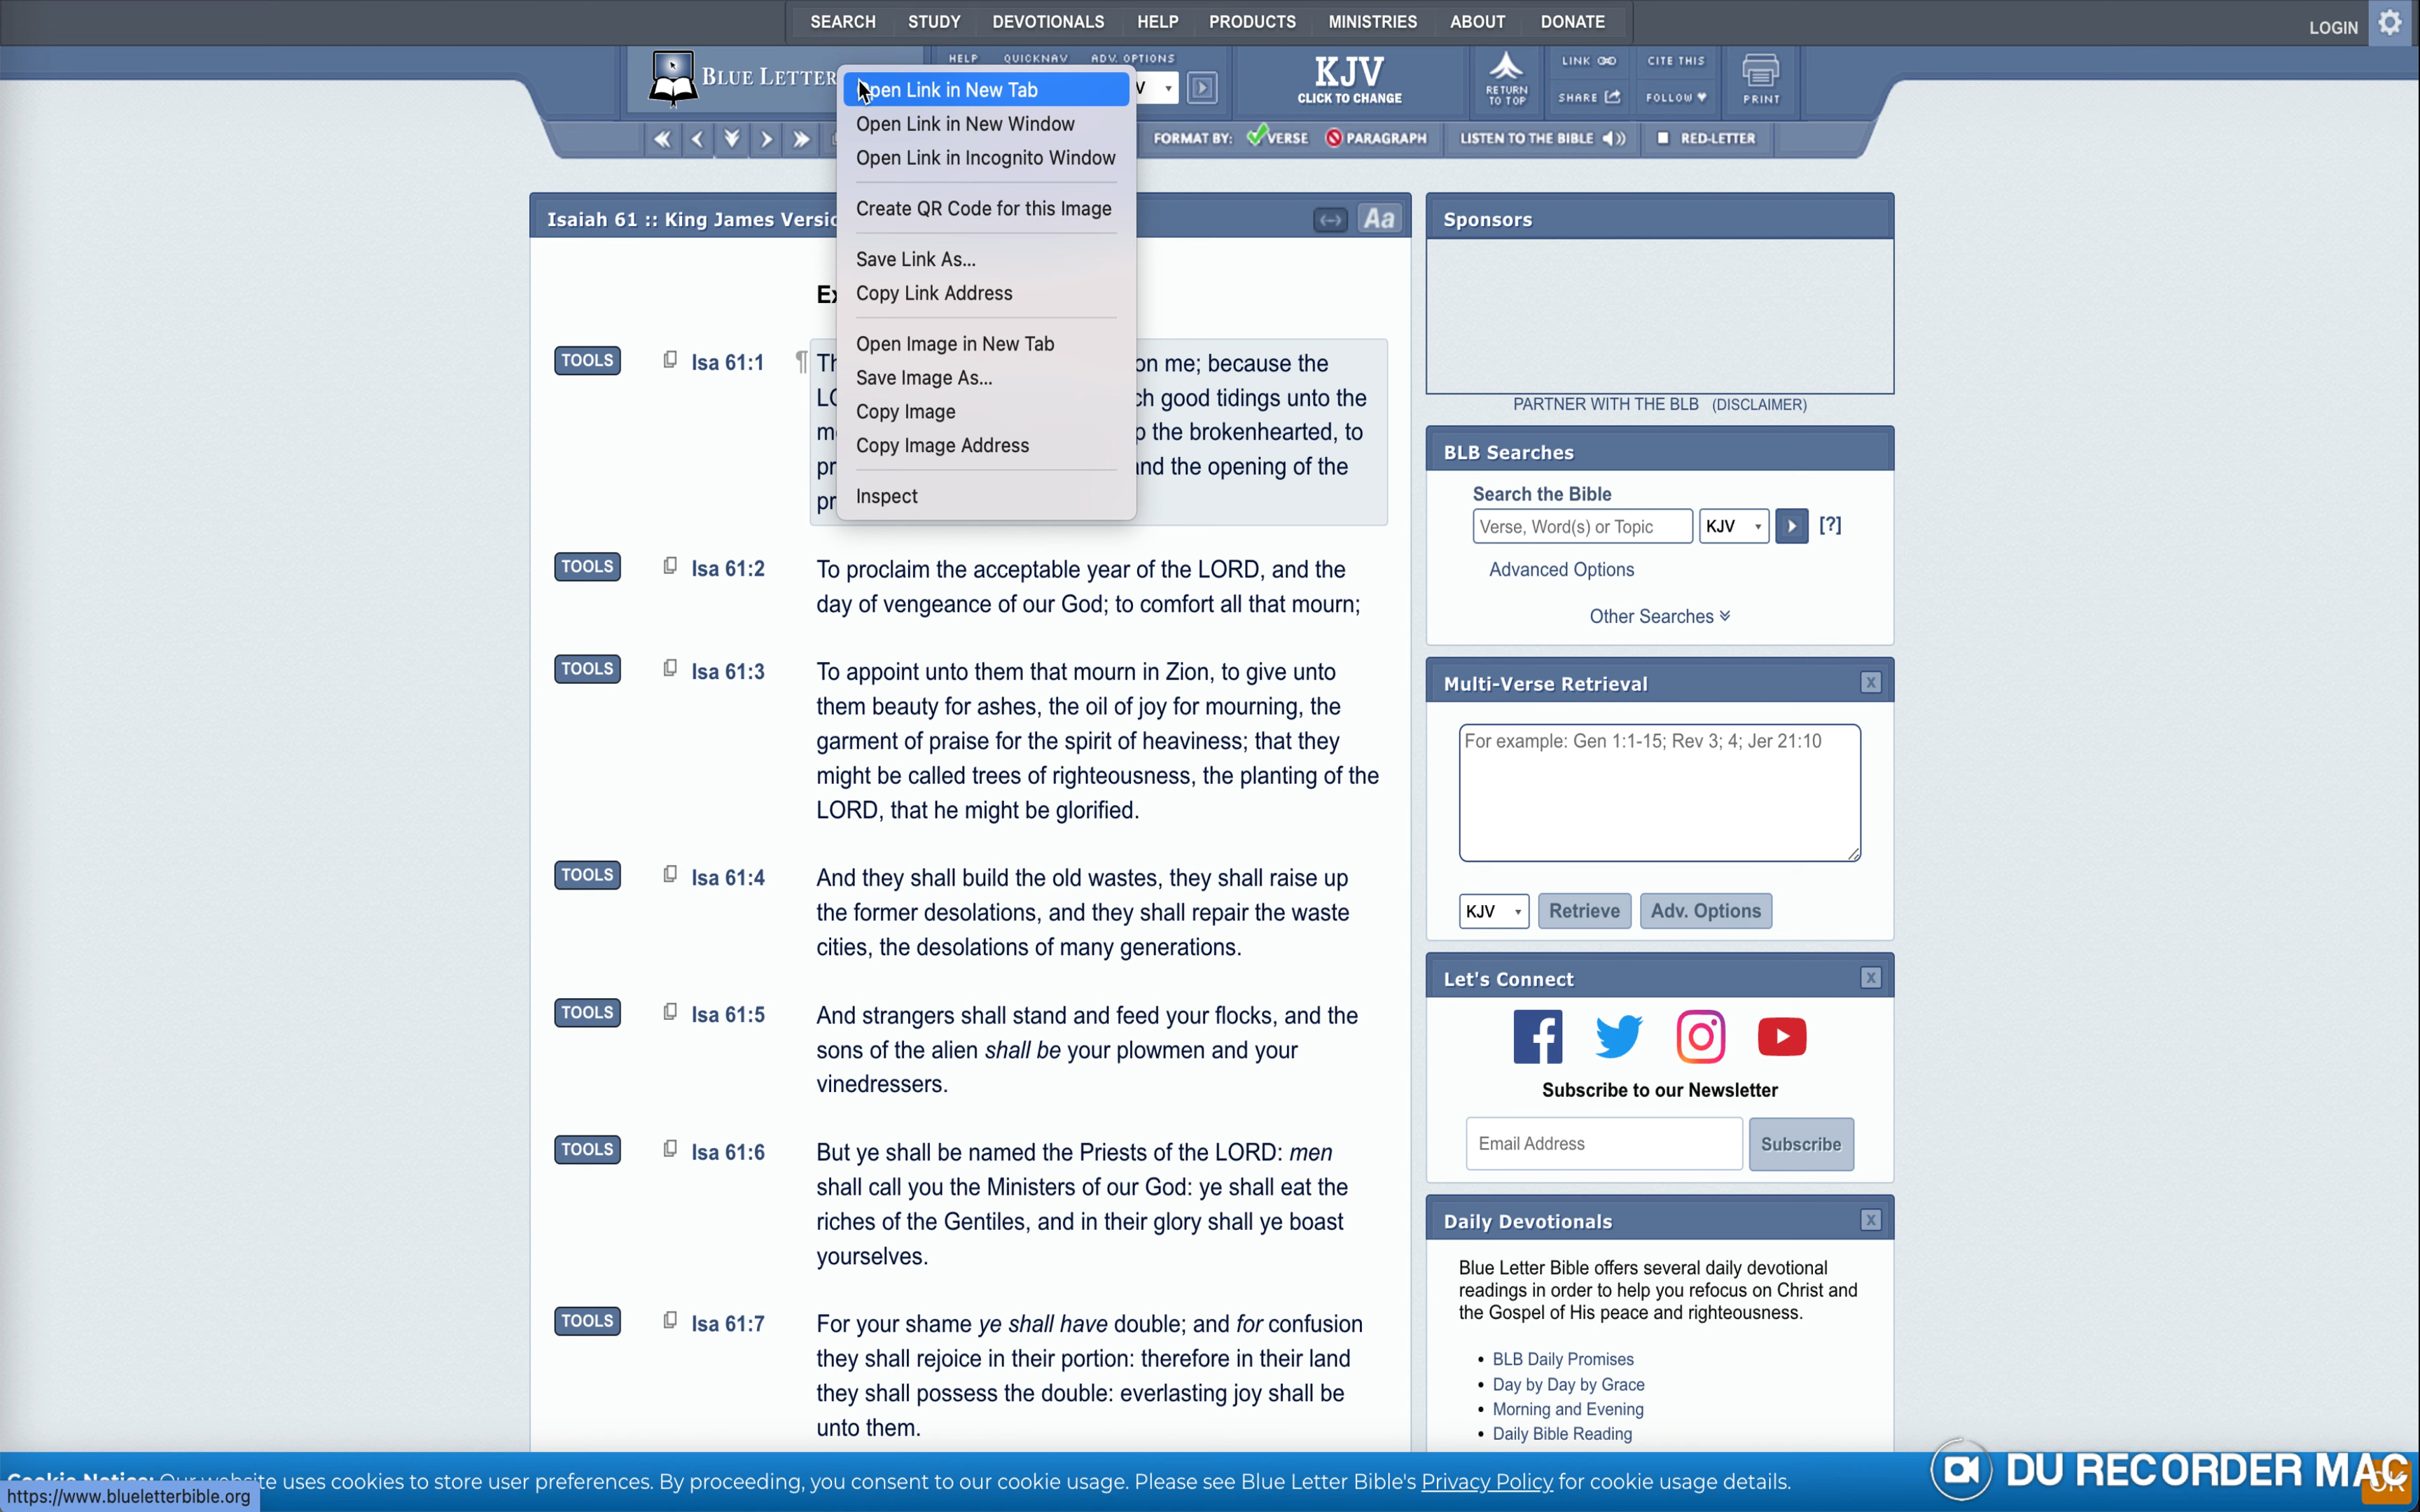 SEARCH STUDY DEVOTIONALS HELP PRODUCTS MINISTRIES ABOUT DONATE
LOGIN
BLUE LETTER
HELP QUICKNAV ADV. OPTIONS
V
KJV
CLICK TO CHANGE
RETURN
TO TOP
LINK
SHARE
CITE THIS
FOLLOW
PRINT
FORMAT BY: VERSE PARAGRAPH LISTEN TO THE BIBLE RED-LETTER
Open Link in New Tab
Open Link in New Window
Open Link in Incognito Window
Create QR Code for this Image
Save Link As...
Copy Link Address
Open Image in New Tab
Save Image As...
Copy Image
Copy Image Address
Inspect
Isaiah 61 :: King James Versio
Aa
TOOLS Isa 61:1 ¶ on me; because the
ch good tidings unto the
the brokenhearted, to
and the opening of the
TOOLS Isa 61:2 To proclaim the acceptable year of the LORD, and the
day of vengeance of our God; to comfort all that mourn;
TOOLS Isa 61:3 To appoint unto them that mourn in Zion, to give unto
them beauty for ashes, the oil of joy for mourning, the
garment of praise for the spirit of heaviness; that they
might be called trees of righteousness, the planting of the
LORD, that he might be glorified.
TOOLS Isa 61:4 And they shall build the old wastes, they shall raise up
the former desolations, and they shall repair the waste
cities, the desolations of many generations.
TOOLS Isa 61:5 And strangers shall stand and feed your flocks, and the
sons of the alien shall be your plowmen and your
vinedressers.
TOOLS Isa 61:6 But ye shall be named the Priests of the LORD: men
shall call you the Ministers of our God: ye shall eat the
riches of the Gentiles, and in their glory shall ye boast
yourselves.
TOOLS Isa 61:7 For your shame ye shall have double; and for confusion
they shall rejoice in their portion: therefore in their land
they shall possess the double: everlasting joy shall be
unto them.
Sponsors
PARTNER WITH THE BLB (DISCLAIMER)
BLB Searches
Search the Bible
Verse, Word(s) or Topic KJV [?]
Advanced Options
Other Searches
Multi-Verse Retrieval X
For example: Gen 1:1-15; Rev 3; 4; Jer 21:10
KJV Retrieve Adv. Options
Let's Connect X
Subscribe to our Newsletter
Email Address Subscribe
Daily Devotionals X
Blue Letter Bible offers several daily devotional
readings in order to help you refocus on Christ and
the Gospel of His peace and righteousness.
• BLB Daily Promises
• Day by Day by Grace
• Morning and Evening
• Daily Bible Reading
Cookie Notice: Our website uses cookies to store user preferences. By proceeding, you consent to our cookie usage. Please see Blue Letter Bible's Privacy Policy for cookie usage details.
https://www.blueletterbible.org
DU RECORDER MAC
OK